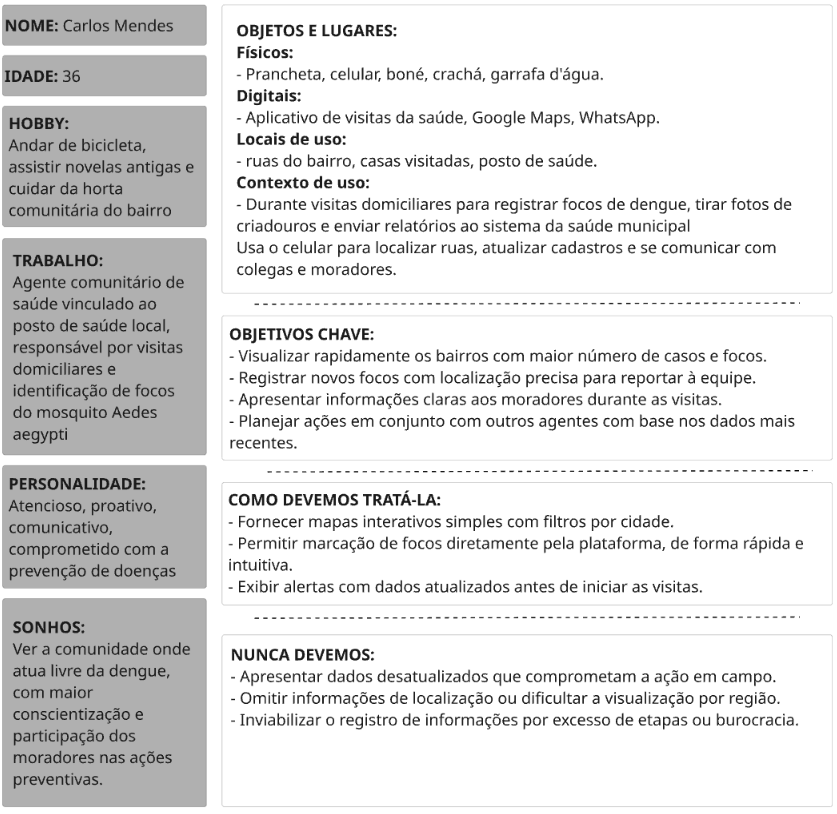 NOME: Carlos Mendes
IDADE: 36
HOBBY:
Andar de bicicleta,
assistir novelas antigas e
cuidar da horta
comunitária do bairro
TRABALHO:
Agente comunitário de
saúde vinculado ao
posto de saúde local,
responsável por visitas
domiciliares e
identificação de focos
do mosquito Aedes
aegypti
PERSONALIDADE:
Atencioso, proativo,
comunicativo,
comprometido com a
prevenção de doenças
SONHOS:
Ver a comunidade onde
atua livre da dengue,
com maior
conscientização e
participação dos
moradores nas ações
preventivas.
OBJETOS E LUGARES:
Físicos:
- Prancheta, celular, boné, crachá, garrafa d'água.
Digitais:
- Aplicativo de visitas da saúde, Google Maps, WhatsApp.
Locais de uso:
- ruas do bairro, casas visitadas, posto de saúde.
Contexto de uso:
- Durante visitas domiciliares para registrar focos de dengue, tirar fotos de
criadouros e enviar relatórios ao sistema da saúde municipal
Usa o celular para localizar ruas, atualizar cadastros e se comunicar com
colegas e moradores.
OBJETIVOS CHAVE:
- Visualizar rapidamente os bairros com maior número de casos e focos.
- Registrar novos focos com localização precisa para reportar à equipe.
- Apresentar informações claras aos moradores durante as visitas.
- Planejar ações em conjunto com outros agentes com base nos dados mais
recentes.
COMO DEVEMOS TRATÁ-LA:
- Fornecer mapas interativos simples com filtros por cidade.
- Permitir marcação de focos diretamente pela plataforma, de forma rápida e
intuitiva.
- Exibir alertas com dados atualizados antes de iniciar as visitas.
NUNCA DEVEMOS:
- Apresentar dados desatualizados que comprometam a ação em campo.
- Omitir informações de localização ou dificultar a visualização por região.
- Inviabilizar o registro de informações por excesso de etapas ou burocracia.